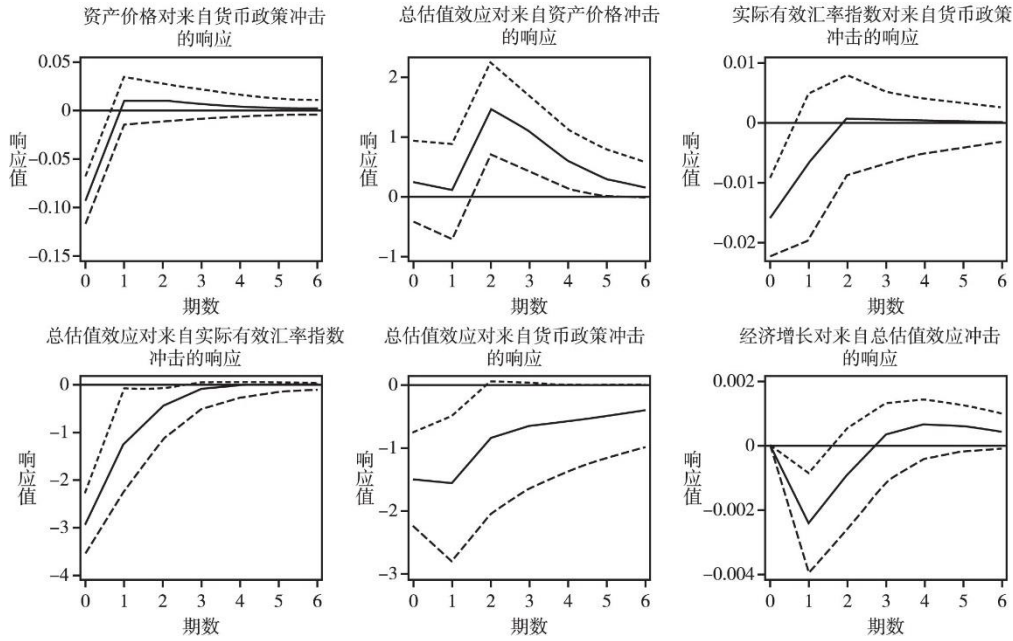 资产价格对来自货币政策冲击
的响应
0.05
0
−0.05
−0.10
−0.15
响应值
0 1 2 3 4 5 6
期数
总估值效应对来自资产价格冲击
的响应
2
1
0
−1
响应值
0 1 2 3 4 5 6
期数
实际有效汇率指数对来自货币政策
冲击的响应
0.01
0
−0.01
−0.02
响应值
0 1 2 3 4 5 6
期数
总估值效应对来自实际有效汇率指数
冲击的响应
0
−1
−2
−3
−4
响应值
0 1 2 3 4 5 6
期数
总估值效应对来自货币政策冲击
的响应
0
−1
−2
−3
响应值
0 1 2 3 4 5 6
期数
经济增长对来自总估值效应冲击
的响应
0.002
0
−0.002
−0.004
响应值
0 1 2 3 4 5 6
期数